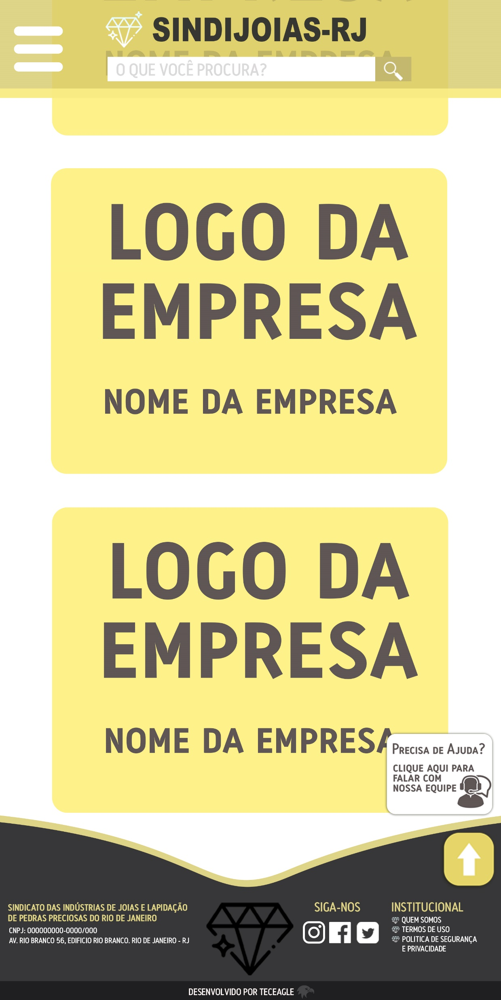 SINDIJOIAS-RJ
NOME DA EMPRESA
O QUE VOCÊ PROCURA?
LOGO DA
EMPRESA
NOME DA EMPRESA
LOGO DA
EMPRESA
NOME DA EMPRESA
PRECISA DE AJUDA?
CLIQUE AQUI PARA
FALAR COM
NOSSA EQUIPE
SINDICATO DAS INDÚSTRIAS DE JOIAS E LAPIDAÇÃO
DE PEDRAS PRECIOSAS DO RIO DE JANEIRO
CNPJ: 000000000-0000/000
AV. RIO BRANCO 56, EDIFICIO RIO BRANCO. RIO DE JANEIRO - RJ
SIGA-NOS
INSTITUCIONAL
QUEM SOMOS
TERMOS DE USO
POLITICA DE SEGURANÇA
E PRIVACIDADE
DESENVOLVIDO POR TECEAGLE